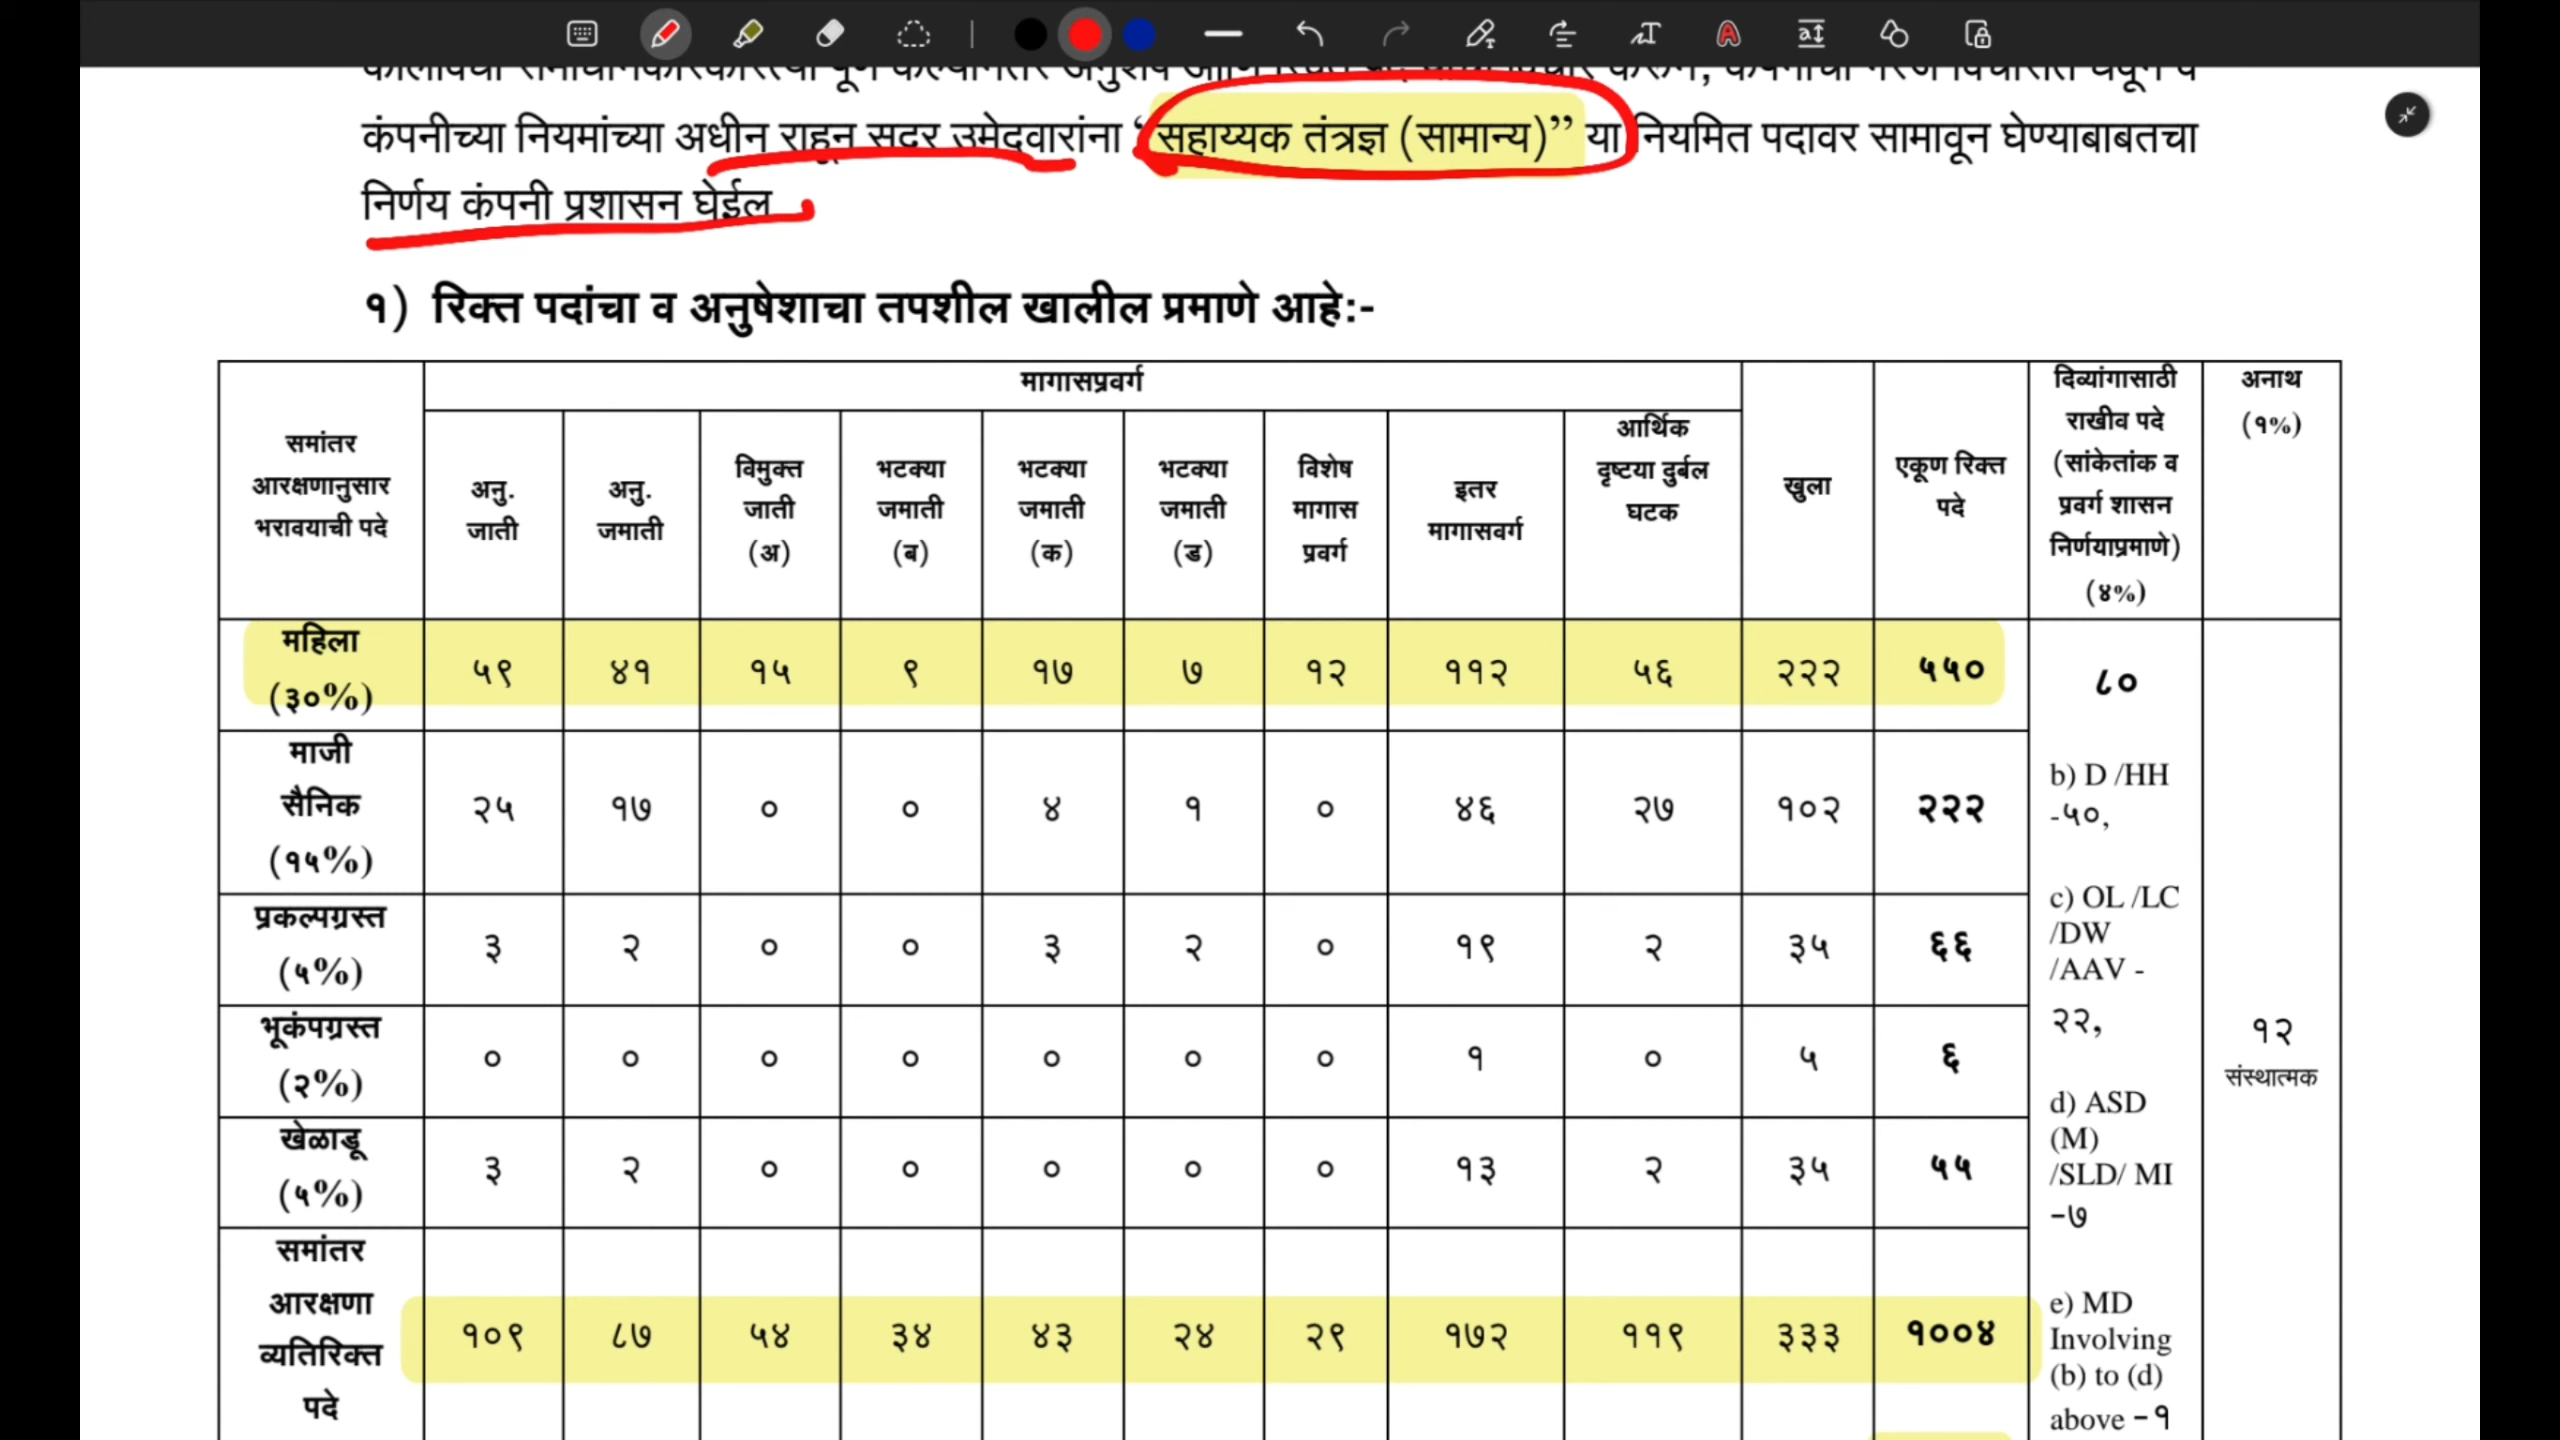 कंपनीच्या नियमांच्या अधीन राहून सदर उमेदवारांना “सहाय्यक तंत्रज्ञ (सामान्य)” या नियमित पदावर सामावून घेण्याबाबतचा
निर्णय कंपनी प्रशासन घेईल
१) रिक्त पदांचा व अनुषेशाचा तपशील खालील प्रमाणे आहे:-
समांतर
आरक्षणानुसार
भरावयाची पदे
मागासप्रवर्ग
अनु.
जाती
अनु.
जमाती
विमुक्त
जाती
(अ)
भटक्या
जमाती
(ब)
भटक्या
जमाती
(क)
भटक्या
जमाती
(ड)
विशेष
मागास
प्रवर्ग
इतर
मागासवर्ग
आर्थिक
दृष्टया दुर्बल
घटक
खुला
एकूण रिक्त
पदे
दिव्यांगासाठी
राखीव पदे
(सांकेतांक व
प्रवर्ग शासन
निर्णयाप्रमाणे)
(४%)
अनाथ
(१%)
महिला
(३०%)
५९ ४१ १५ ९ १७ ७ १२ ११२ ५६ २२२ ५५०
माजी
सैनिक
(१५%)
२५ १७ ० ० ४ १ ० ४६ २७ १०२ २२२
प्रकल्पग्रस्त
(५%)
३ २ ० ० ३ २ ० १९ २ ३५ ६६
भूकंपग्रस्त
(२%)
० ० ० ० ० ० ० १ ० ५ ६
खेळाडू
(५%)
३ २ ० ० ० ० ० १३ २ ३५ ५५
समांतर
आरक्षणा
व्यतिरिक्त
पदे
१०९ ८७ ५४ ३४ ४३ २४ २९ १७२ ११९ ३३३ १००४
८०
b) D /HH
-५०,
c) OL /LC
/DW
/AAV -
२२,
d) ASD
(M)
/SLD/ MI
-७
e) MD
Involving
(b) to (d)
above -१
१२
संस्थात्मक